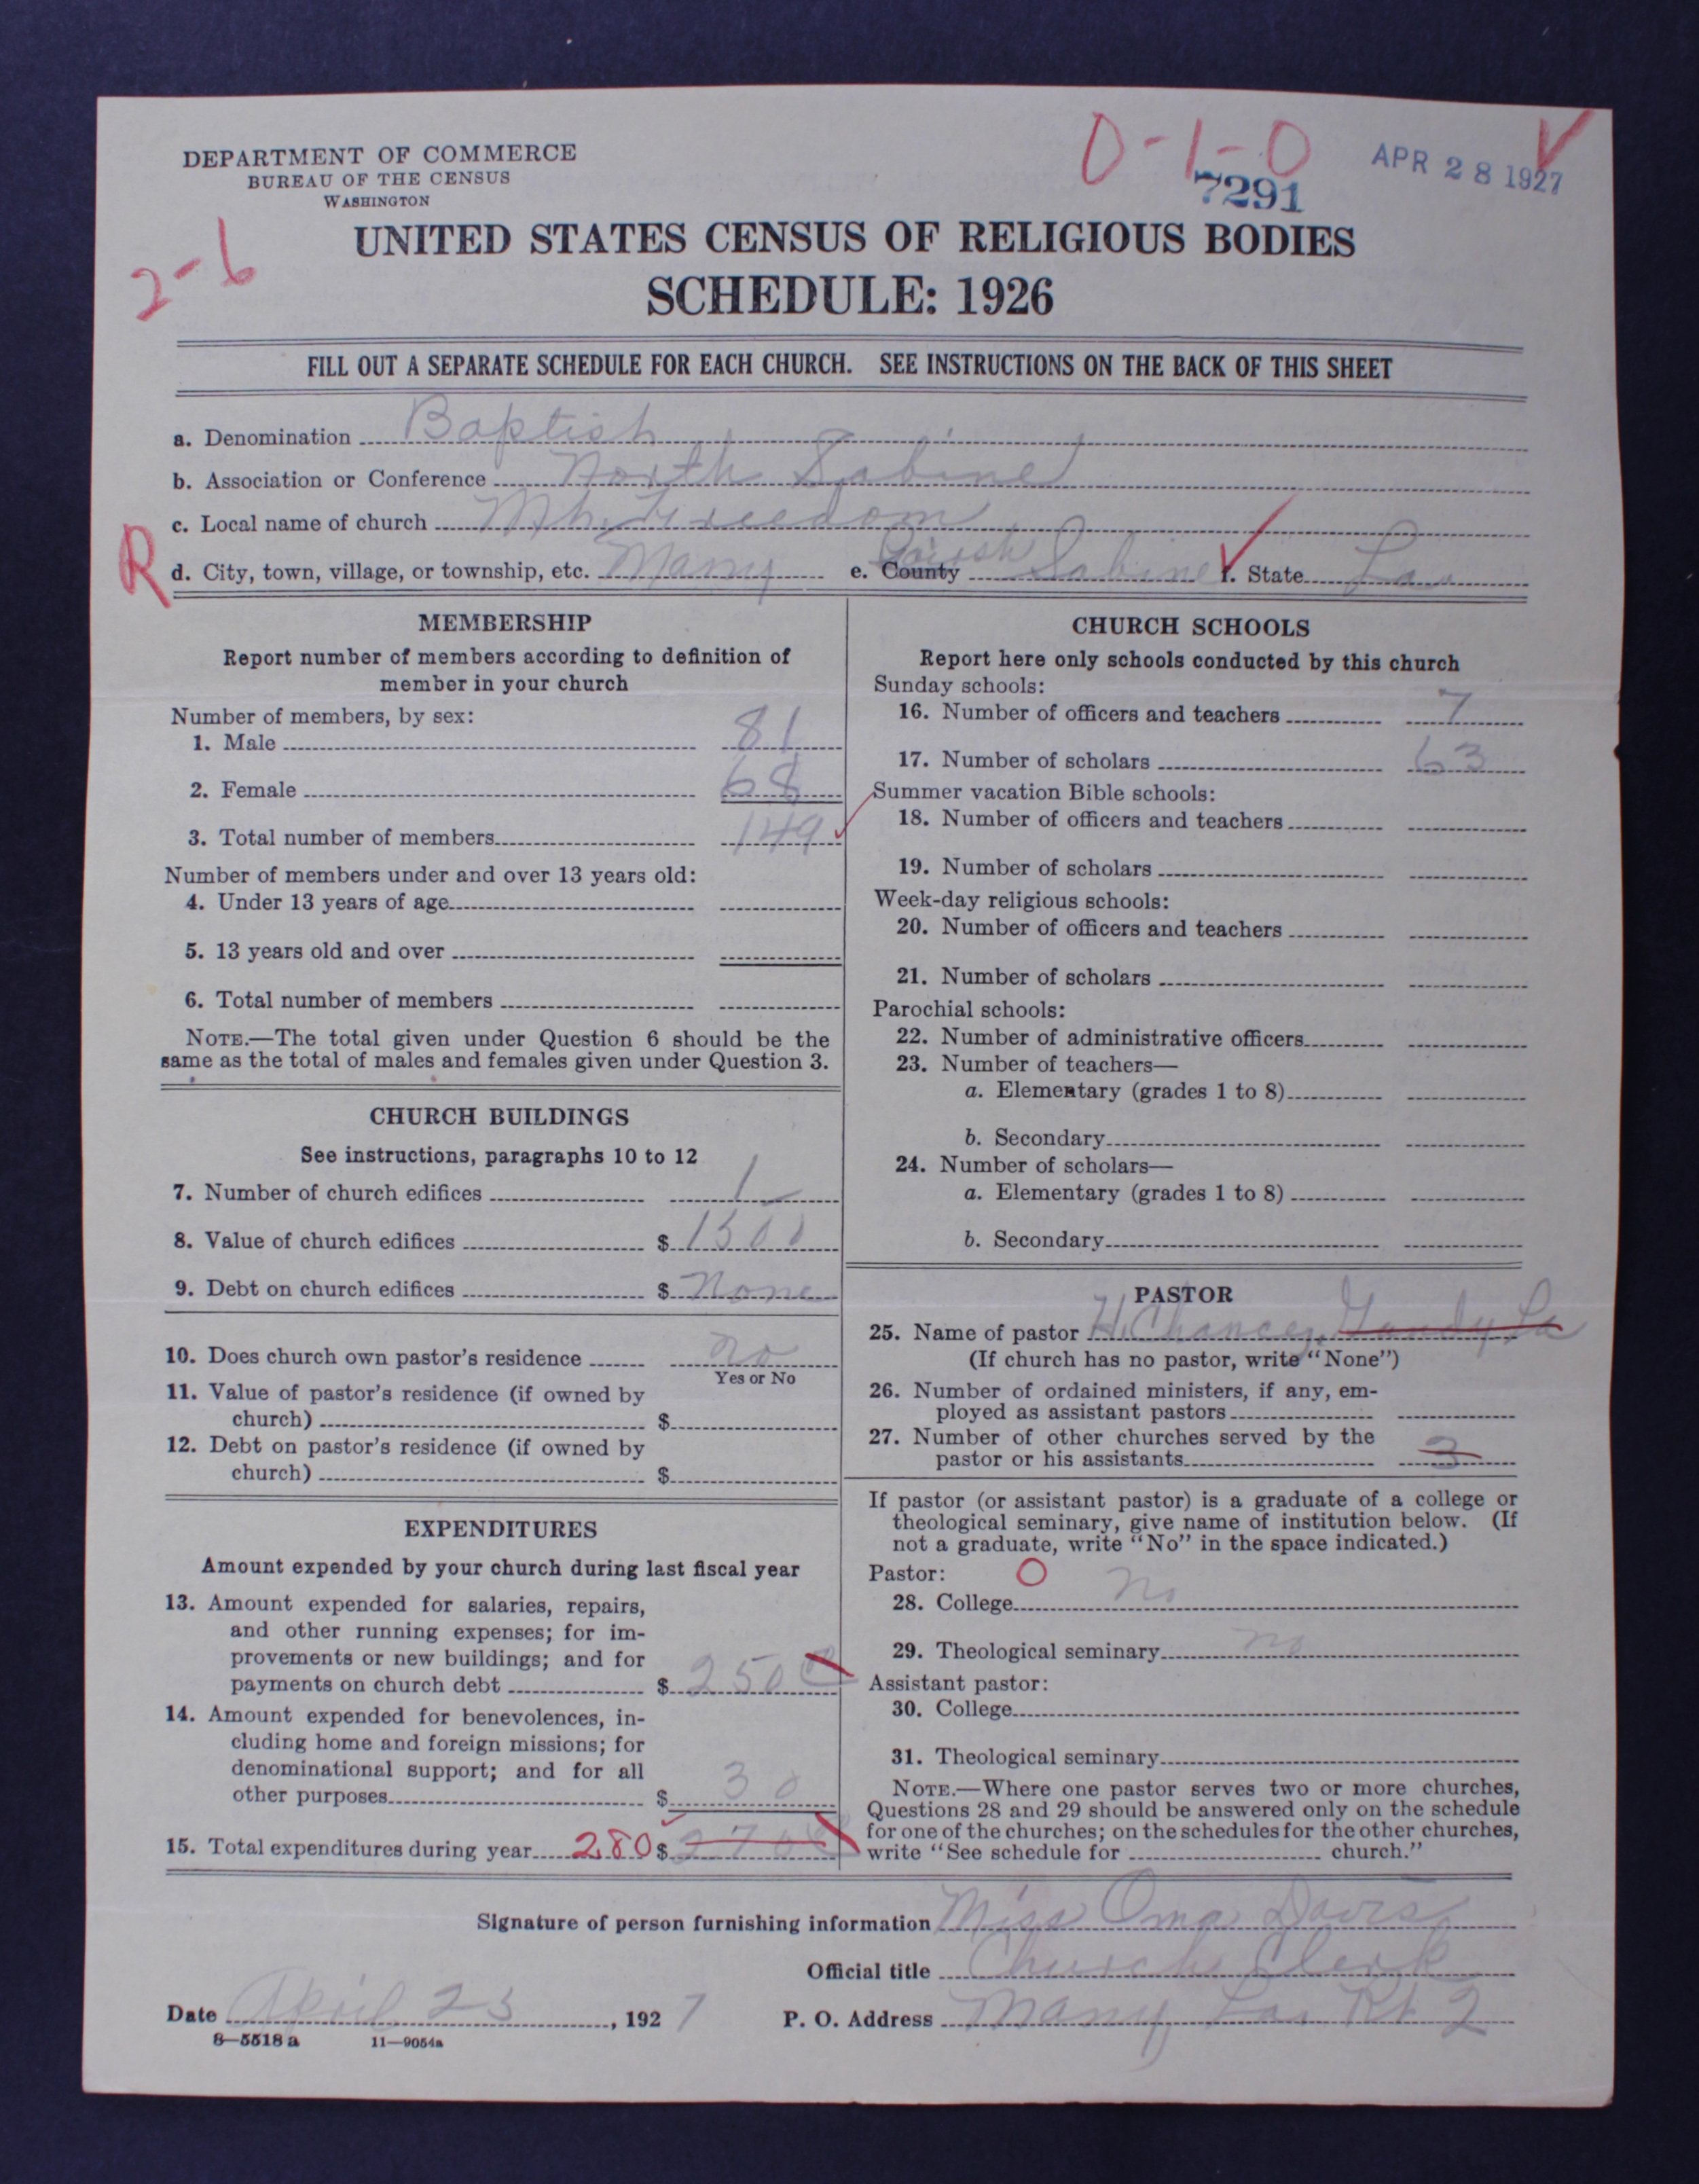 DEPARTMENT OF COMMERCE
BUREAU OF THE CENSUS
WASHINGTON
0-1-0
7291
APR 28 1927
2-6
UNITED STATES CENSUS OF RELIGIOUS BODIES
SCHEDULE: 1926
FILL OUT A SEPARATE SCHEDULE FOR EACH CHURCH. SEE INSTRUCTIONS ON THE BACK OF THIS SHEET
a. Denomination Baptish
b. Association or Conference North Sabine
c. Local name of church Mh. Freedom
R
d. City, town, village, or township, etc. Many e. County Parish Sabine f. State La.
MEMBERSHIP
Report number of members according to definition of
member in your church
Number of members, by sex:
1. Male 81
2. Female 68
3. Total number of members 149
Number of members under and over 13 years old:
4. Under 13 years of age
5. 13 years old and over
6. Total number of members
NOTE.—The total given under Question 6 should be the
same as the total of males and females given under Question 3.
CHURCH BUILDINGS
See instructions, paragraphs 10 to 12
7. Number of church edifices 1
8. Value of church edifices $ 1500
9. Debt on church edifices $ None
10. Does church own pastor's residence no
Yes or No
11. Value of pastor's residence (if owned by
church) $
12. Debt on pastor's residence (if owned by
church) $
EXPENDITURES
Amount expended by your church during last fiscal year
13. Amount expended for salaries, repairs,
and other running expenses; for im-
provements or new buildings; and for
payments on church debt $ 250
14. Amount expended for benevolences, in-
cluding home and foreign missions; for
denominational support; and for all
other purposes $ 30
15. Total expenditures during year 280 $ 270
CHURCH SCHOOLS
Report here only schools conducted by this church
Sunday schools:
16. Number of officers and teachers 7
17. Number of scholars 63
Summer vacation Bible schools:
18. Number of officers and teachers
19. Number of scholars
Week-day religious schools:
20. Number of officers and teachers
21. Number of scholars
Parochial schools:
22. Number of administrative officers
23. Number of teachers—
a. Elementary (grades 1 to 8)
b. Secondary
24. Number of scholars—
a. Elementary (grades 1 to 8)
b. Secondary
PASTOR
25. Name of pastor H. Chancey, Gandy La
(If church has no pastor, write "None")
26. Number of ordained ministers, if any, em-
ployed as assistant pastors
27. Number of other churches served by the
pastor or his assistants 3
If pastor (or assistant pastor) is a graduate of a college or
theological seminary, give name of institution below. (If
not a graduate, write "No" in the space indicated.)
Pastor: O
28. College No
29. Theological seminary no
Assistant pastor:
30. College
31. Theological seminary
NOTE.—Where one pastor serves two or more churches,
Questions 28 and 29 should be answered only on the schedule
for one of the churches; on the schedules for the other churches,
write "See schedule for church."
Signature of person furnishing information Miss Oma Davis
Official title Church Clerk
Date April 23, 1927 P. O. Address Many La. Rt 2
8—5518 a 11—9054a